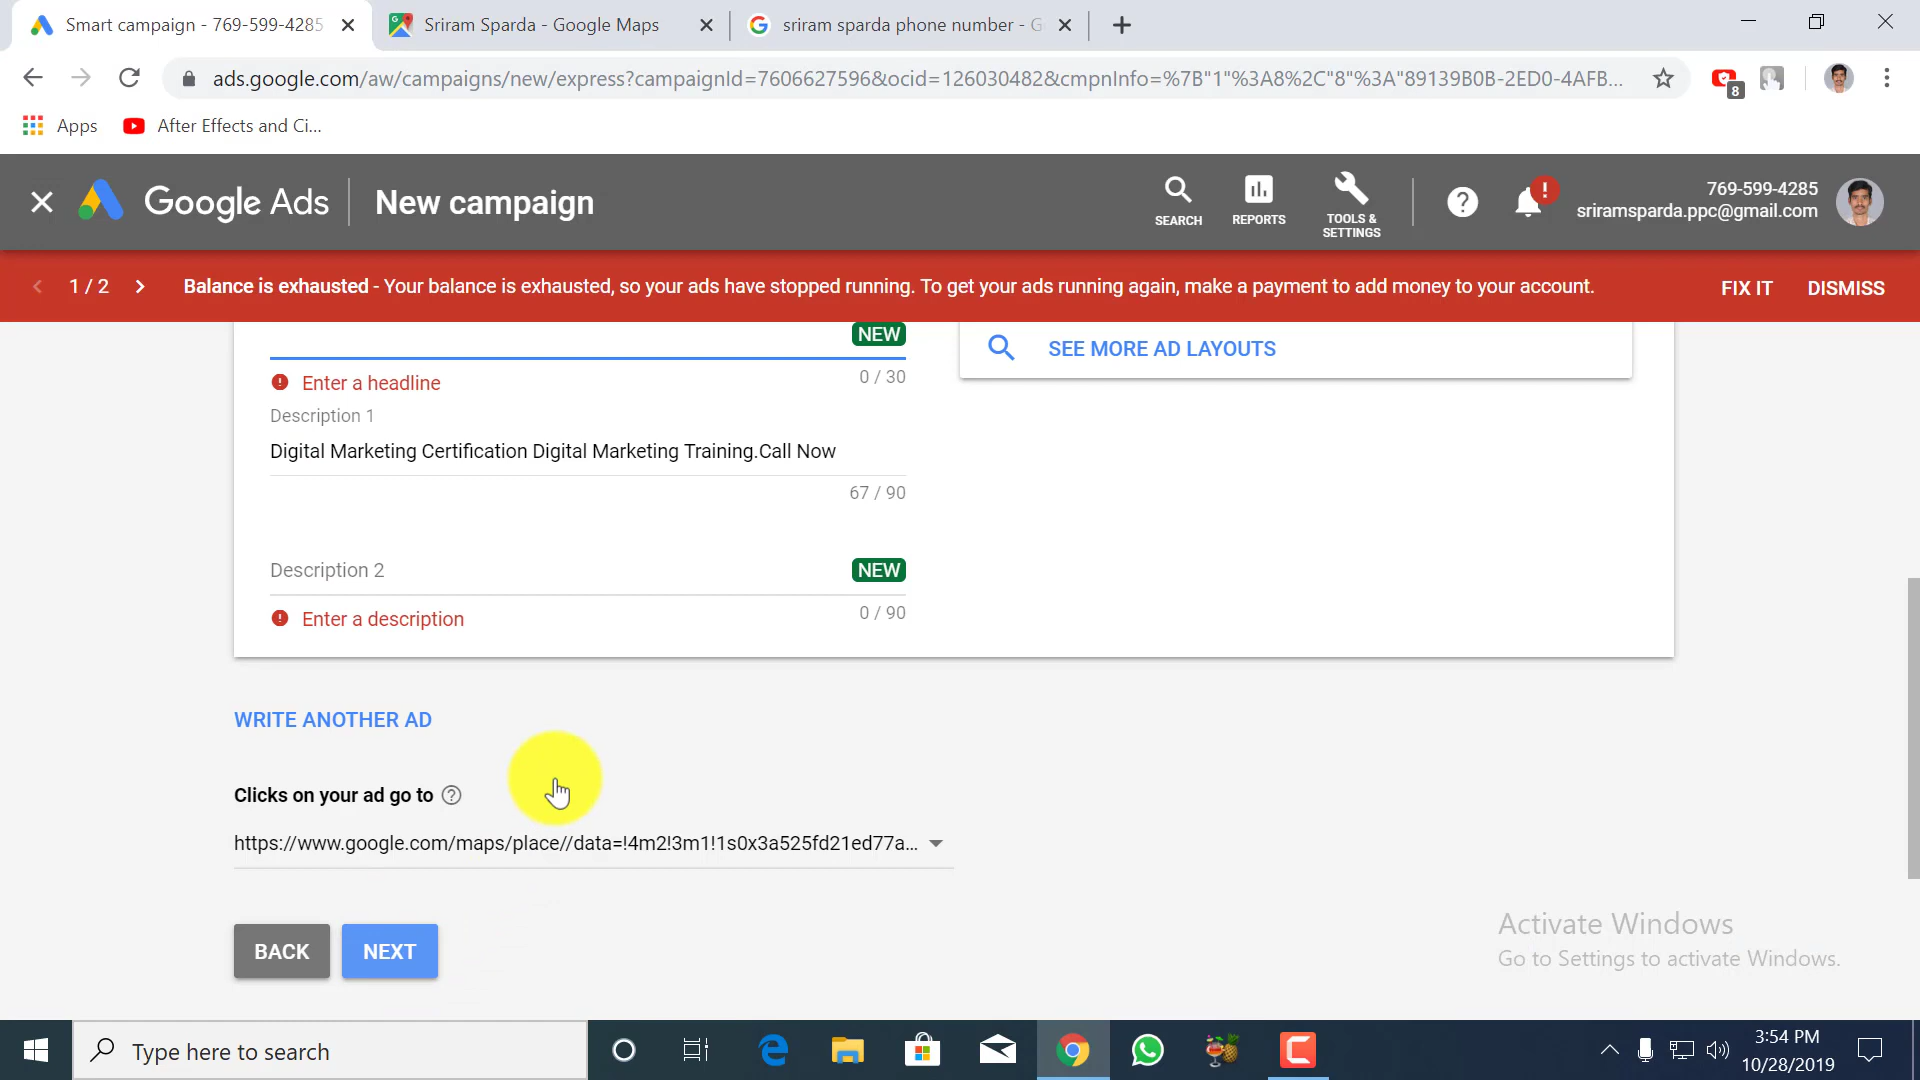 Smart campaign - 769-599-4285
Sriram Sparda - Google Maps
sriram sparda phone number - G
ads.google.com/aw/campaigns/new/express?campaignId=7606627596&ocid=126030482&cmpnInfo=%7B"1"%3A8%2C"8"%3A"89139B0B-2ED0-4AFB...
8
Apps
After Effects and Ci...
Google Ads
New campaign
SEARCH
REPORTS
TOOLS &
SETTINGS
?
!
769-599-4285
sriramsparda.ppc@gmail.com
1 / 2
Balance is exhausted - Your balance is exhausted, so your ads have stopped running. To get your ads running again, make a payment to add money to your account.
FIX IT
DISMISS
NEW
SEE MORE AD LAYOUTS
Enter a headline
0 / 30
Description 1
Digital Marketing Certification Digital Marketing Training.Call Now
67 / 90
Description 2
NEW
Enter a description
0 / 90
WRITE ANOTHER AD
Clicks on your ad go to ?
https://www.google.com/maps/place//data=!4m2!3m1!1s0x3a525fd21ed77a...
BACK
NEXT
Activate Windows
Go to Settings to activate Windows.
Type here to search
3:54 PM
10/28/2019